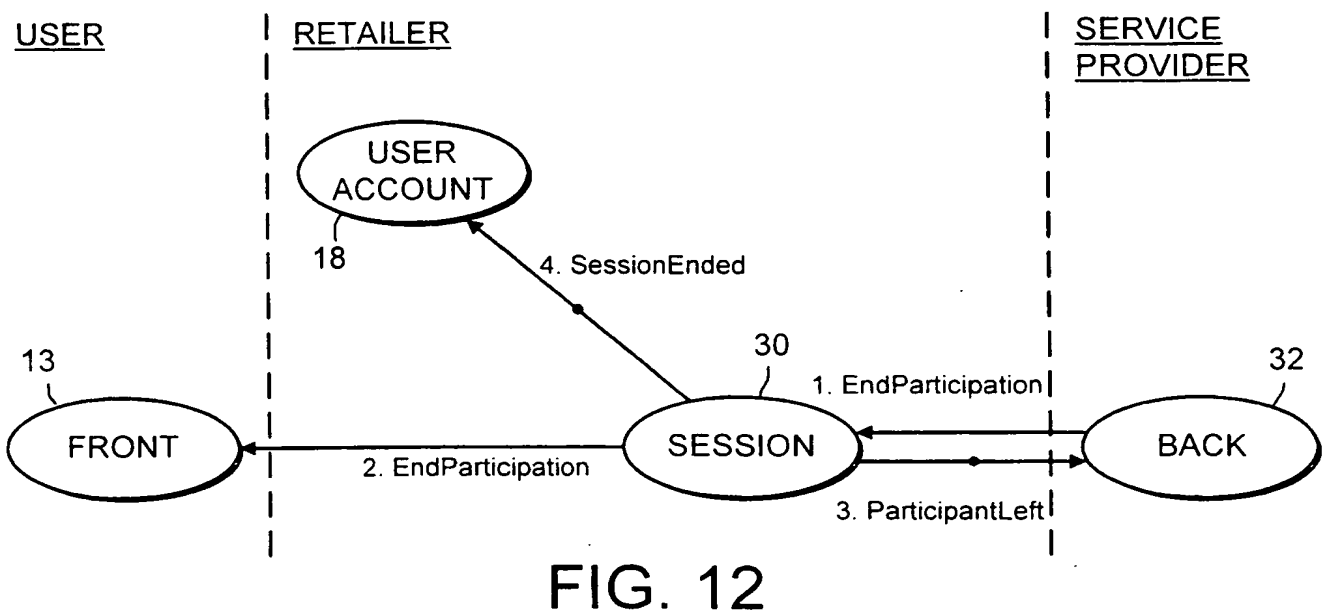 USER
RETAILER
SERVICE
PROVIDER
USER
ACCOUNT
18
4. SessionEnded
13
30
32
1. EndParticipation
FRONT
SESSION
BACK
2. EndParticipation
3. ParticipantLeft
FIG. 12